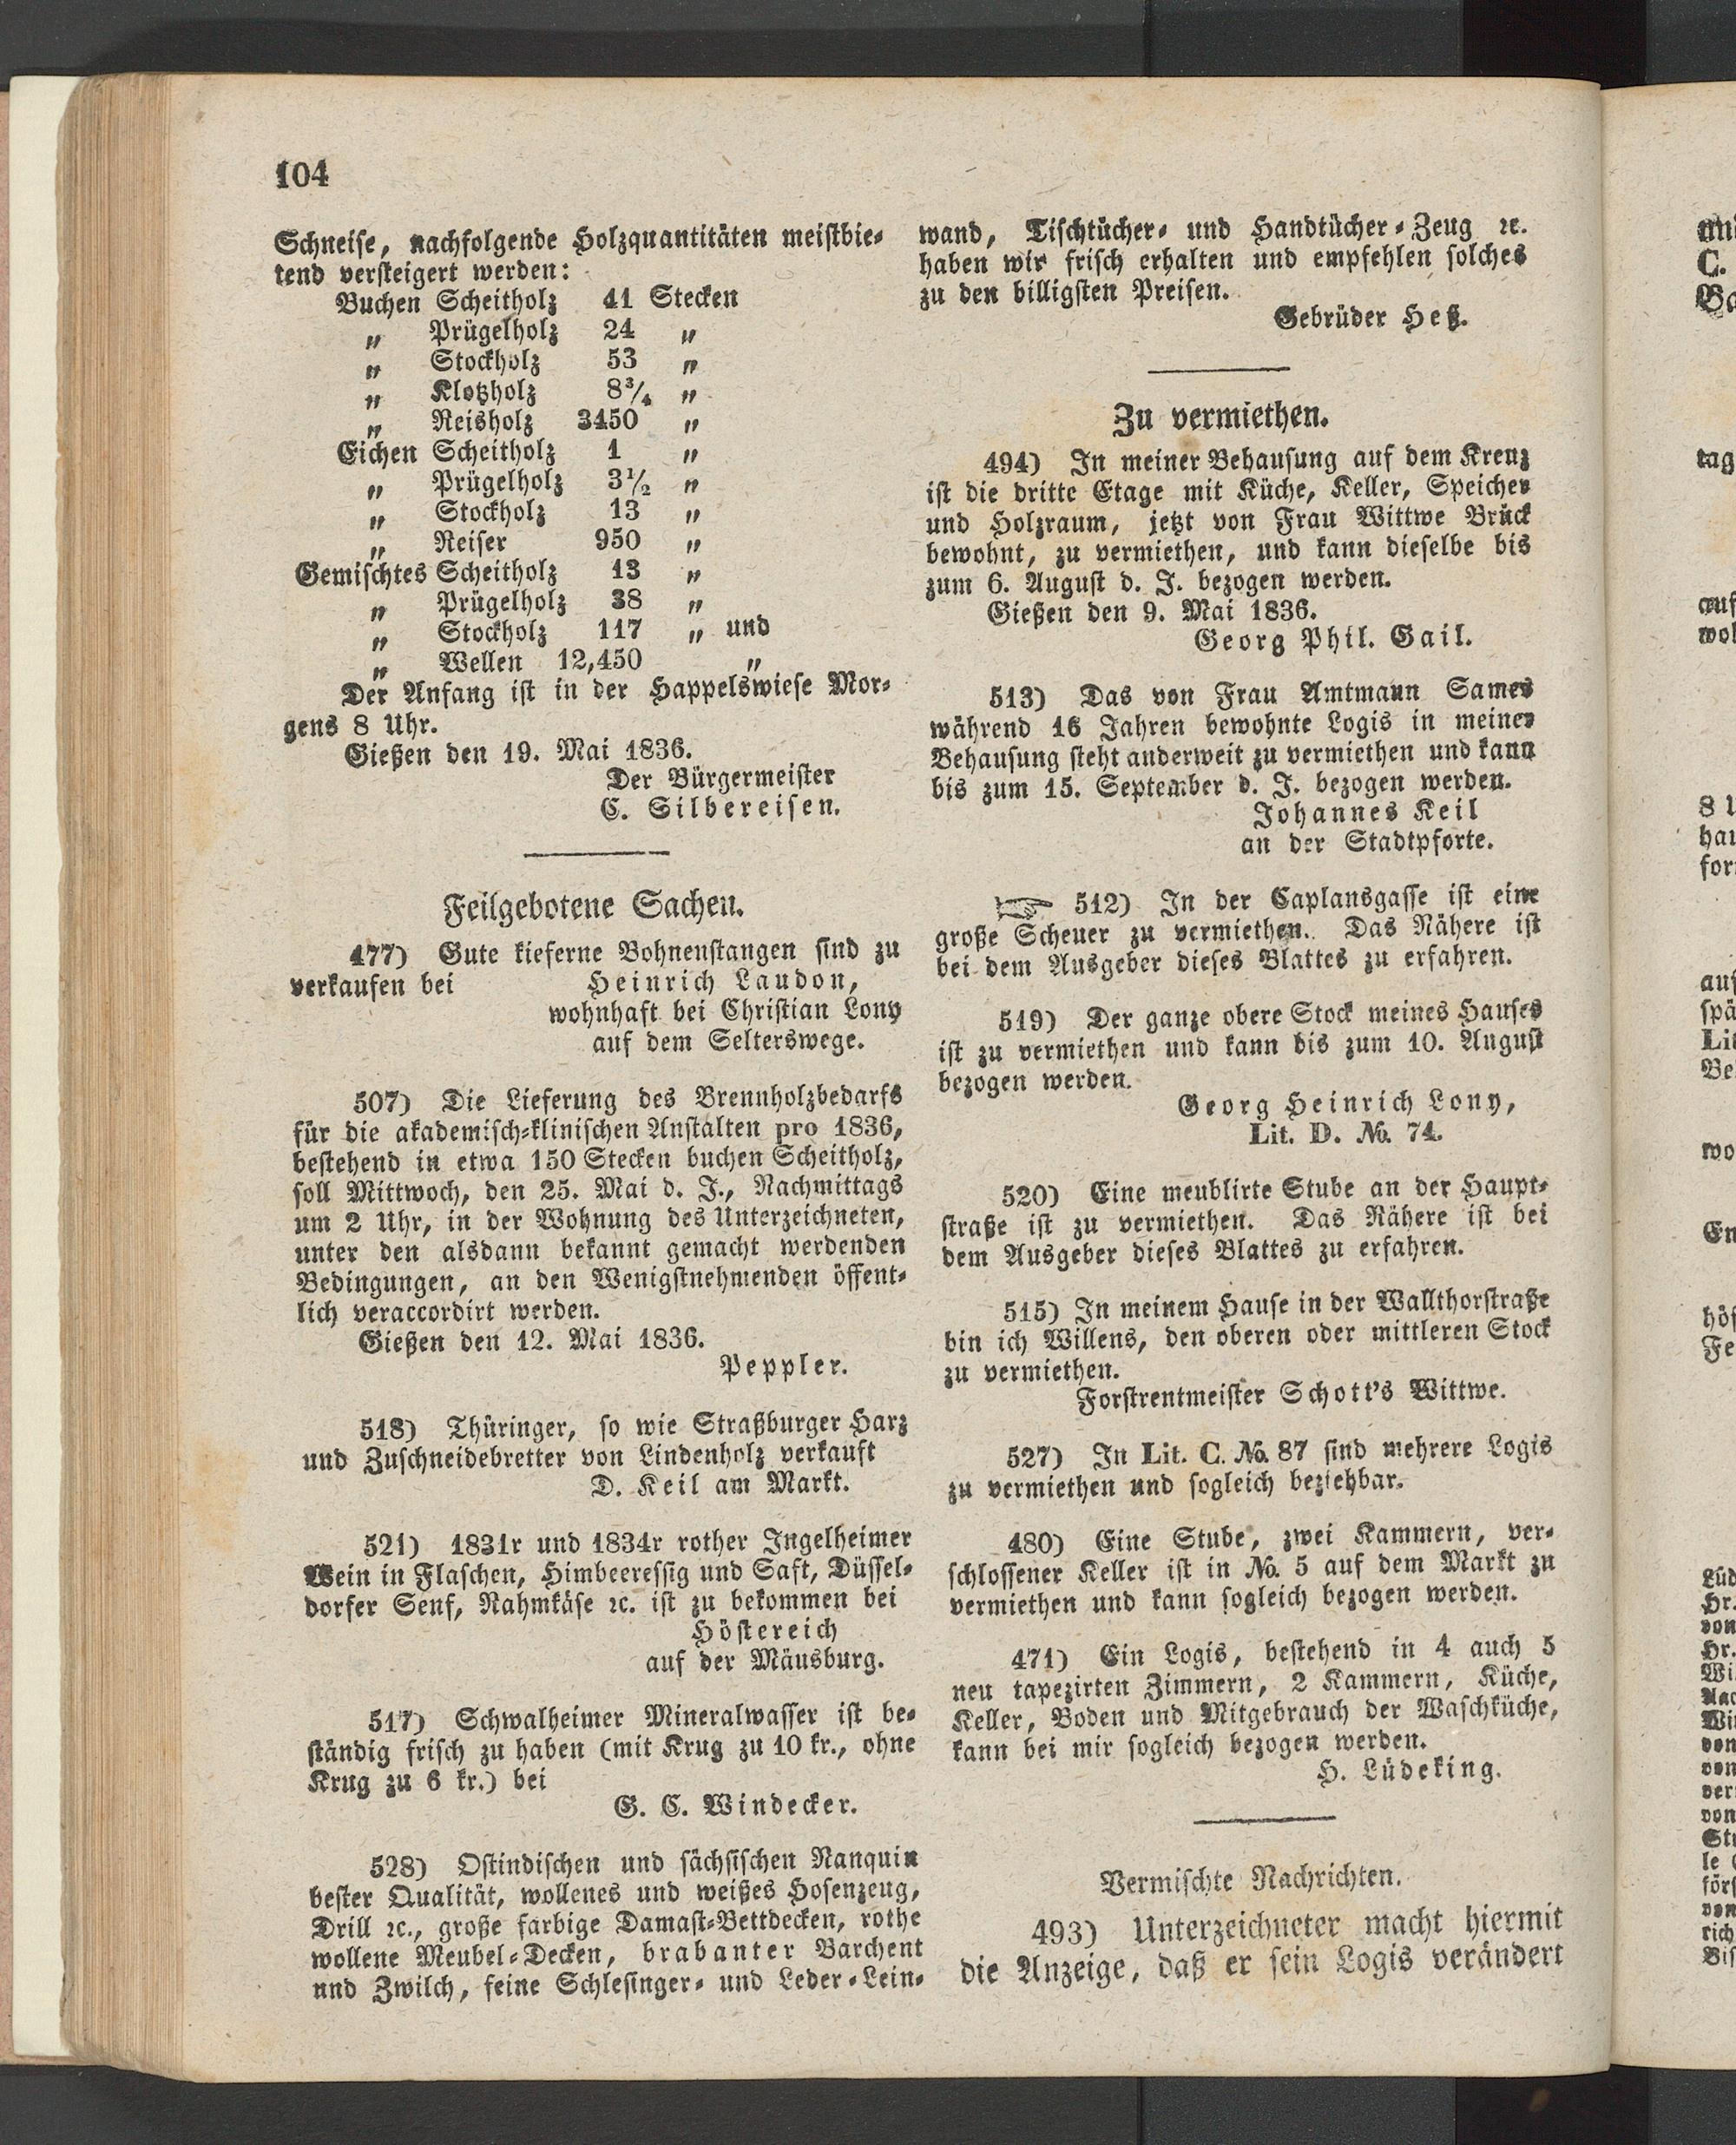 104
Schneise, nachfolgende Holzquantitäten meistbie-
tend versteigert werden:
Buchen Scheitholz 41 Stecken
„ Prügelholz 24 „
„ Stockholz 53 „
„ Klotzholz 8¾ „
„ Reisholz 3450 „
Eichen Scheitholz 1 „
„ Prügelholz 3½ „
„ Stockholz 13 „
„ Reiser 950 „
Gemischtes Scheitholz 13 „
„ Prügelholz 38 „
„ Stockholz 117 „ und
„ Wellen 12,450 „
Der Anfang ist in der Happelswiese Mor-
gens 8 Uhr.
Gießen den 19. Mai 1836.
Der Bürgermeister
C. Silbereisen.
Feilgebotene Sachen.
477) Gute kieferne Bohnenstangen sind zu
verkaufen bei Heinrich Laudon,
wohnhaft bei Christian Lony
auf dem Selterswege.
507) Die Lieferung des Brennholzbedarfs
für die akademisch-klinischen Anstalten pro 1836,
bestehend in etwa 150 Stecken buchen Scheitholz,
soll Mittwoch, den 25. Mai d. J., Nachmittags
um 2 Uhr, in der Wohnung des Unterzeichneten,
unter den alsdann bekannt gemacht werdenden
Bedingungen, an den Wenigstnehmenden öffent-
lich veraccordirt werden.
Gießen den 12. Mai 1836.
Peppler.
518) Thüringer, so wie Straßburger Harz
und Zuschneidebretter von Lindenholz verkauft
D. Keil am Markt.
521) 1831r und 1834r rother Ingelheimer
Wein in Flaschen, Himbeeressig und Saft, Düssel-
dorfer Senf, Rahmkäse ꝛc. ist zu bekommen bei
Höstereich
auf der Mäusburg.
517) Schwalheimer Mineralwasser ist be-
ständig frisch zu haben (mit Krug zu 10 kr., ohne
Krug zu 6 kr.) bei
G. C. Windecker.
528) Ostindischen und sächsischen Nanquin
bester Qualität, wollenes und weißes Hosenzeug,
Drill ꝛc., große farbige Damast-Bettdecken, rothe
wollene Meubel-Decken, brabanter Barchent
und Zwilch, feine Schlesinger- und Leder-Lein-
wand, Tischtücher- und Handtücher-Zeug ꝛc.
haben wir frisch erhalten und empfehlen solches
zu den billigsten Preisen.
Gebrüder Heß.
Zu vermiethen.
494) In meiner Behausung auf dem Kreuz
ist die dritte Etage mit Küche, Keller, Speicher
und Holzraum, jetzt von Frau Wittwe Brück
bewohnt, zu vermiethen, und kann dieselbe bis
zum 6. August d. J. bezogen werden.
Gießen den 9. Mai 1836.
Georg Phil. Gail.
513) Das von Frau Amtmann Sames
während 16 Jahren bewohnte Logis in meiner
Behausung steht anderweit zu vermiethen und kann
bis zum 15. September d. J. bezogen werden.
Johannes Keil
an der Stadtpforte.
☞ 512) In der Caplansgasse ist eine
große Scheuer zu vermiethen. Das Nähere ist
bei dem Ausgeber dieses Blattes zu erfahren.
519) Der ganze obere Stock meines Hauses
ist zu vermiethen und kann bis zum 10. August
bezogen werden.
Georg Heinrich Lony,
Lit. D. No. 74.
520) Eine meublirte Stube an der Haupt-
straße ist zu vermiethen. Das Nähere ist bei
dem Ausgeber dieses Blattes zu erfahren.
515) In meinem Hause in der Wallthorstraße
bin ich Willens, den oberen oder mittleren Stock
zu vermiethen.
Forstrentmeister Schott's Wittwe.
527) In Lit. C. No. 87 sind mehrere Logis
zu vermiethen und sogleich beziehbar.
480) Eine Stube, zwei Kammern, ver-
schlossener Keller ist in No. 5 auf dem Markt zu
vermiethen und kann sogleich bezogen werden.
471) Ein Logis, bestehend in 4 auch 5
neu tapezirten Zimmern, 2 Kammern, Küche,
Keller, Boden und Mitgebrauch der Waschküche,
kann bei mir sogleich bezogen werden.
H. Lüdeking.
Vermischte Nachrichten.
493) Unterzeichneter macht hiermit
die Anzeige, daß er sein Logis verändert